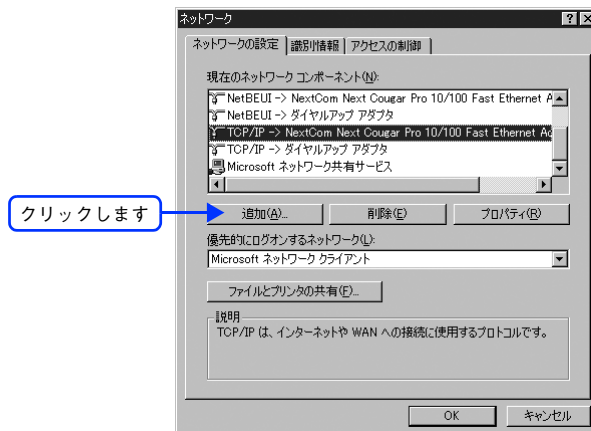 ネットワーク
ネットワークの設定 識別情報 アクセスの制御
現在のネットワーク コンポーネント(N):
NetBEUI -> NextCom Next Cougar Pro 10/100 Fast Ethernet A
NetBEUI -> ダイヤルアップ アダプタ
TCP/IP -> NextCom Next Cougar Pro 10/100 Fast Ethernet Ac
TCP/IP -> ダイヤルアップ アダプタ
Microsoft ネットワーク共有サービス
クリックします
追加(A)... 削除(E) プロパティ(R)
優先的にログオンするネットワーク(L):
Microsoft ネットワーク クライアント
ファイルとプリンタの共有(F)...
説明
TCP/IP は、インターネットや WAN への接続に使用するプロトコルです。
OK キャンセル